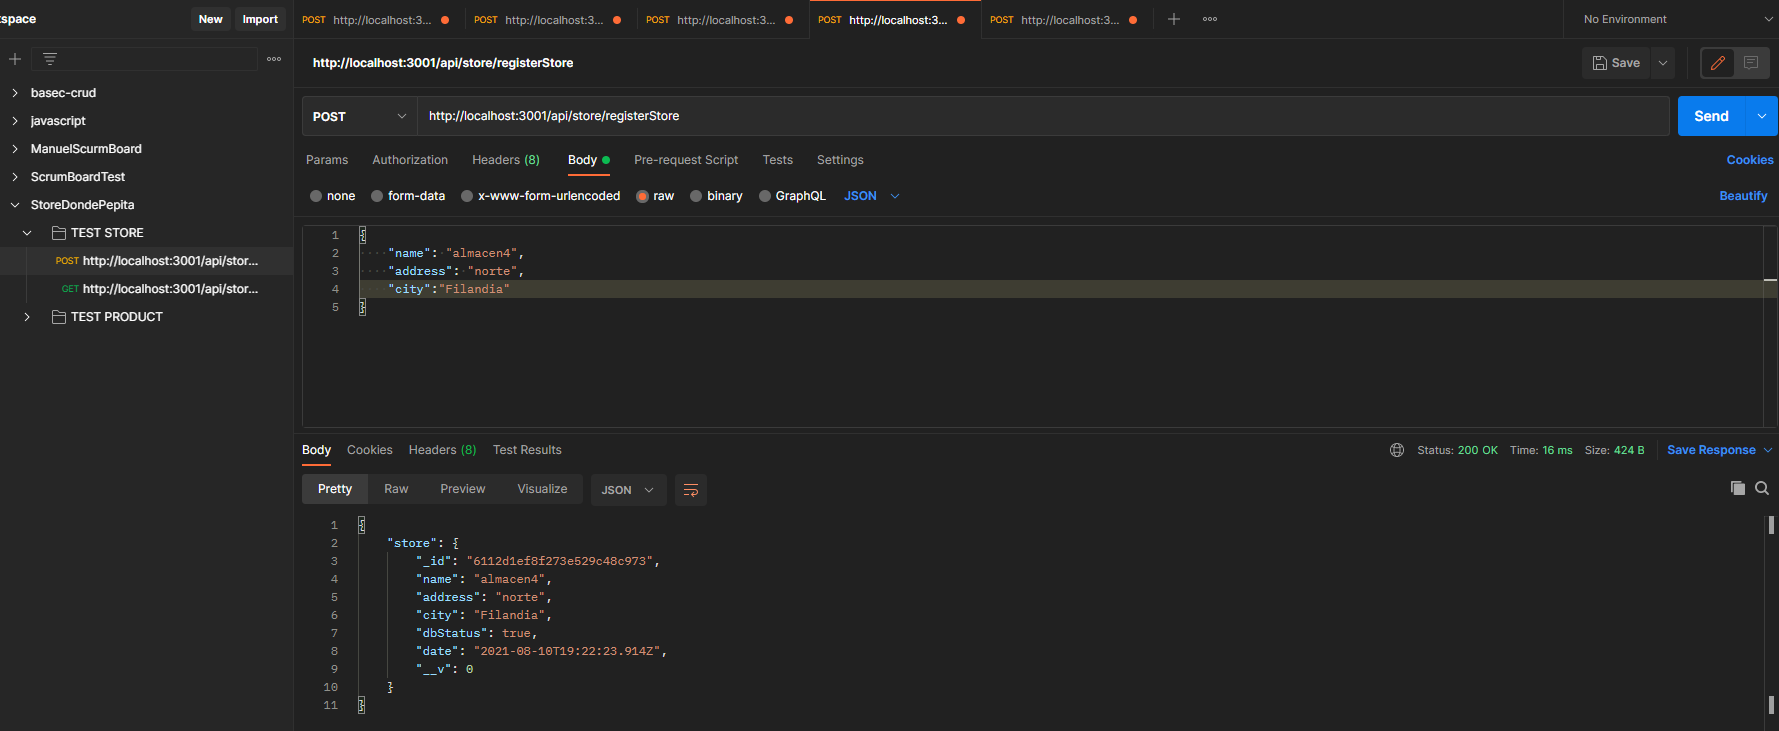 :space New Import
POST http://localhost:3... POST http://localhost:3... POST http://localhost:3... POST http://localhost:3... POST http://localhost:3... No Environment
http://localhost:3001/api/store/registerStore Save
basec-crud
javascript
ManuelScurmBoard
ScrumBoardTest
StoreDondePepita
TEST STORE
POST http://localhost:3001/api/stor...
GET http://localhost:3001/api/stor...
TEST PRODUCT
POST http://localhost:3001/api/store/registerStore Send
Params Authorization Headers (8) Body Pre-request Script Tests Settings Cookies
none form-data x-www-form-urlencoded raw binary GraphQL JSON Beautify
1 {
2 "name": "almacen4",
3 "address": "norte",
4 "city":"Filandia"
5 }
Body Cookies Headers (8) Test Results Status: 200 OK Time: 16 ms Size: 424 B Save Response
Pretty Raw Preview Visualize JSON
1 {
2 "store": {
3 "_id": "6112d1ef8f273e529c48c973",
4 "name": "almacen4",
5 "address": "norte",
6 "city": "Filandia",
7 "dbStatus": true,
8 "date": "2021-08-10T19:22:23.914Z",
9 "__v": 0
10 }
11 }